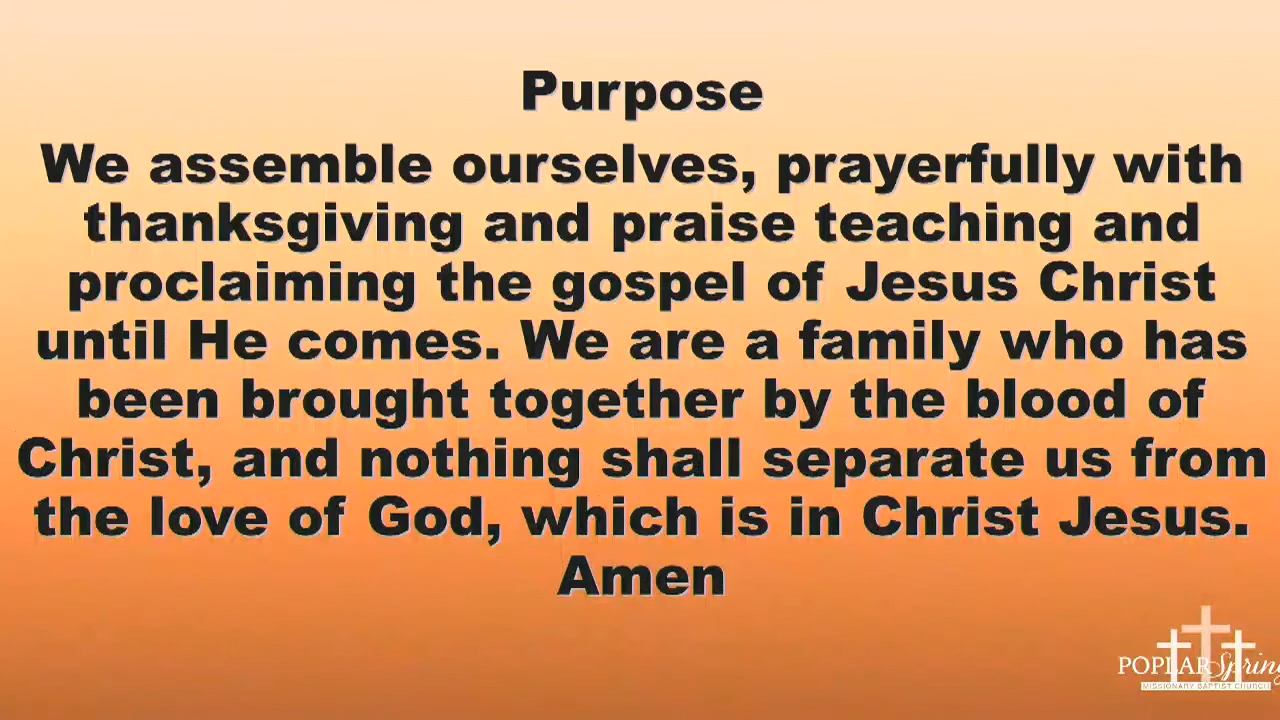 Purpose
We assemble ourselves, prayerfully with
thanksgiving and praise teaching and
proclaiming the gospel of Jesus Christ
until He comes. We are a family who has
been brought together by the blood of
Christ, and nothing shall separate us from
the love of God, which is in Christ Jesus.
Amen
POPLAR Spring
MISSIONARY BAPTIST CHURCH